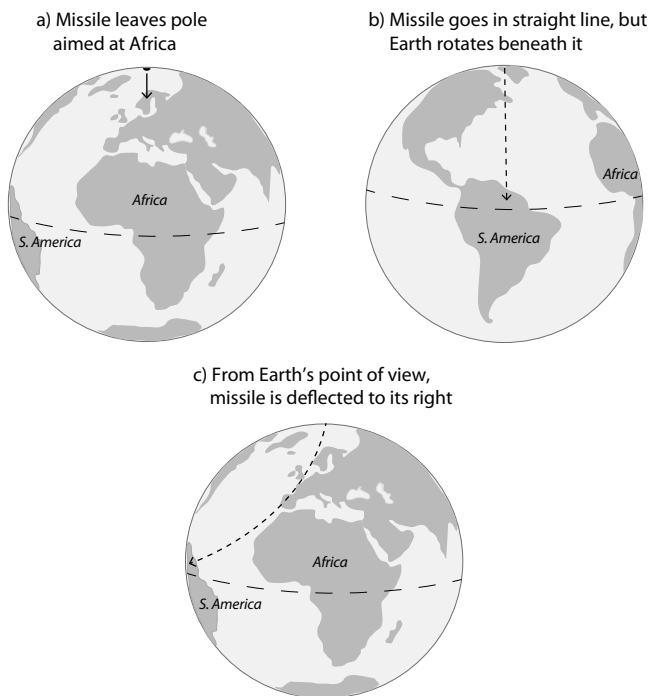 a) Missile leaves pole
aimed at Africa
b) Missile goes in straight line, but
Earth rotates beneath it
Africa
S. America
Africa
S. America
c) From Earth's point of view,
missile is deflected to its right
Africa
S. America